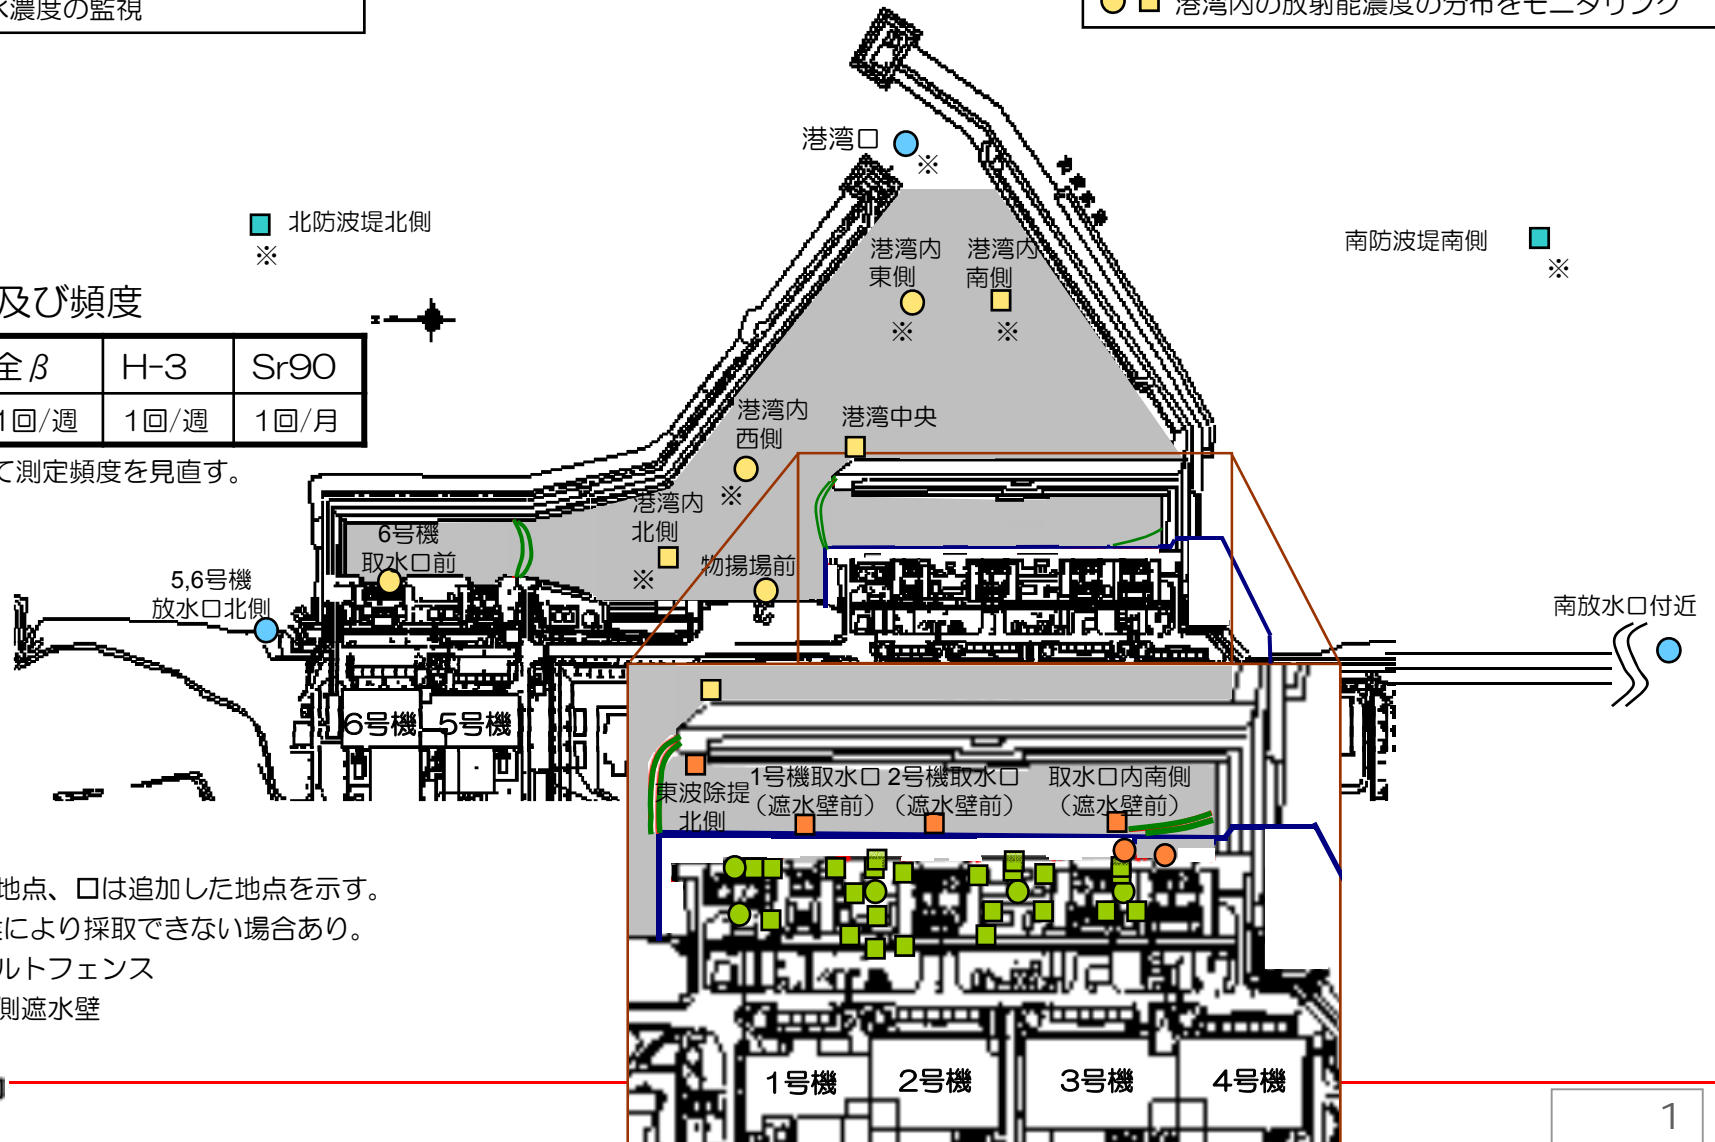 水濃度の監視
港湾内の放射能濃度の分布をモニタリング
港湾口
※
北防波堤北側
※
南防波堤南側
※
港湾内
東側
※
港湾内
南側
※
及び頻度
全β H-3 Sr90
1回/週 1回/週 1回/月
て測定頻度を見直す。
港湾内
西側
※
港湾中央
港湾内
北側
※
物揚場前
6号機
取水口前
5,6号機
放水口北側
南放水口付近
6号機 5号機
東波除堤
北側
1号機取水口
（遮水壁前）
2号機取水口
（遮水壁前）
取水口内南側
（遮水壁前）
地点、□は追加した地点を示す。
により採取できない場合あり。
ルトフェンス
側遮水壁
1号機 2号機 3号機 4号機
1